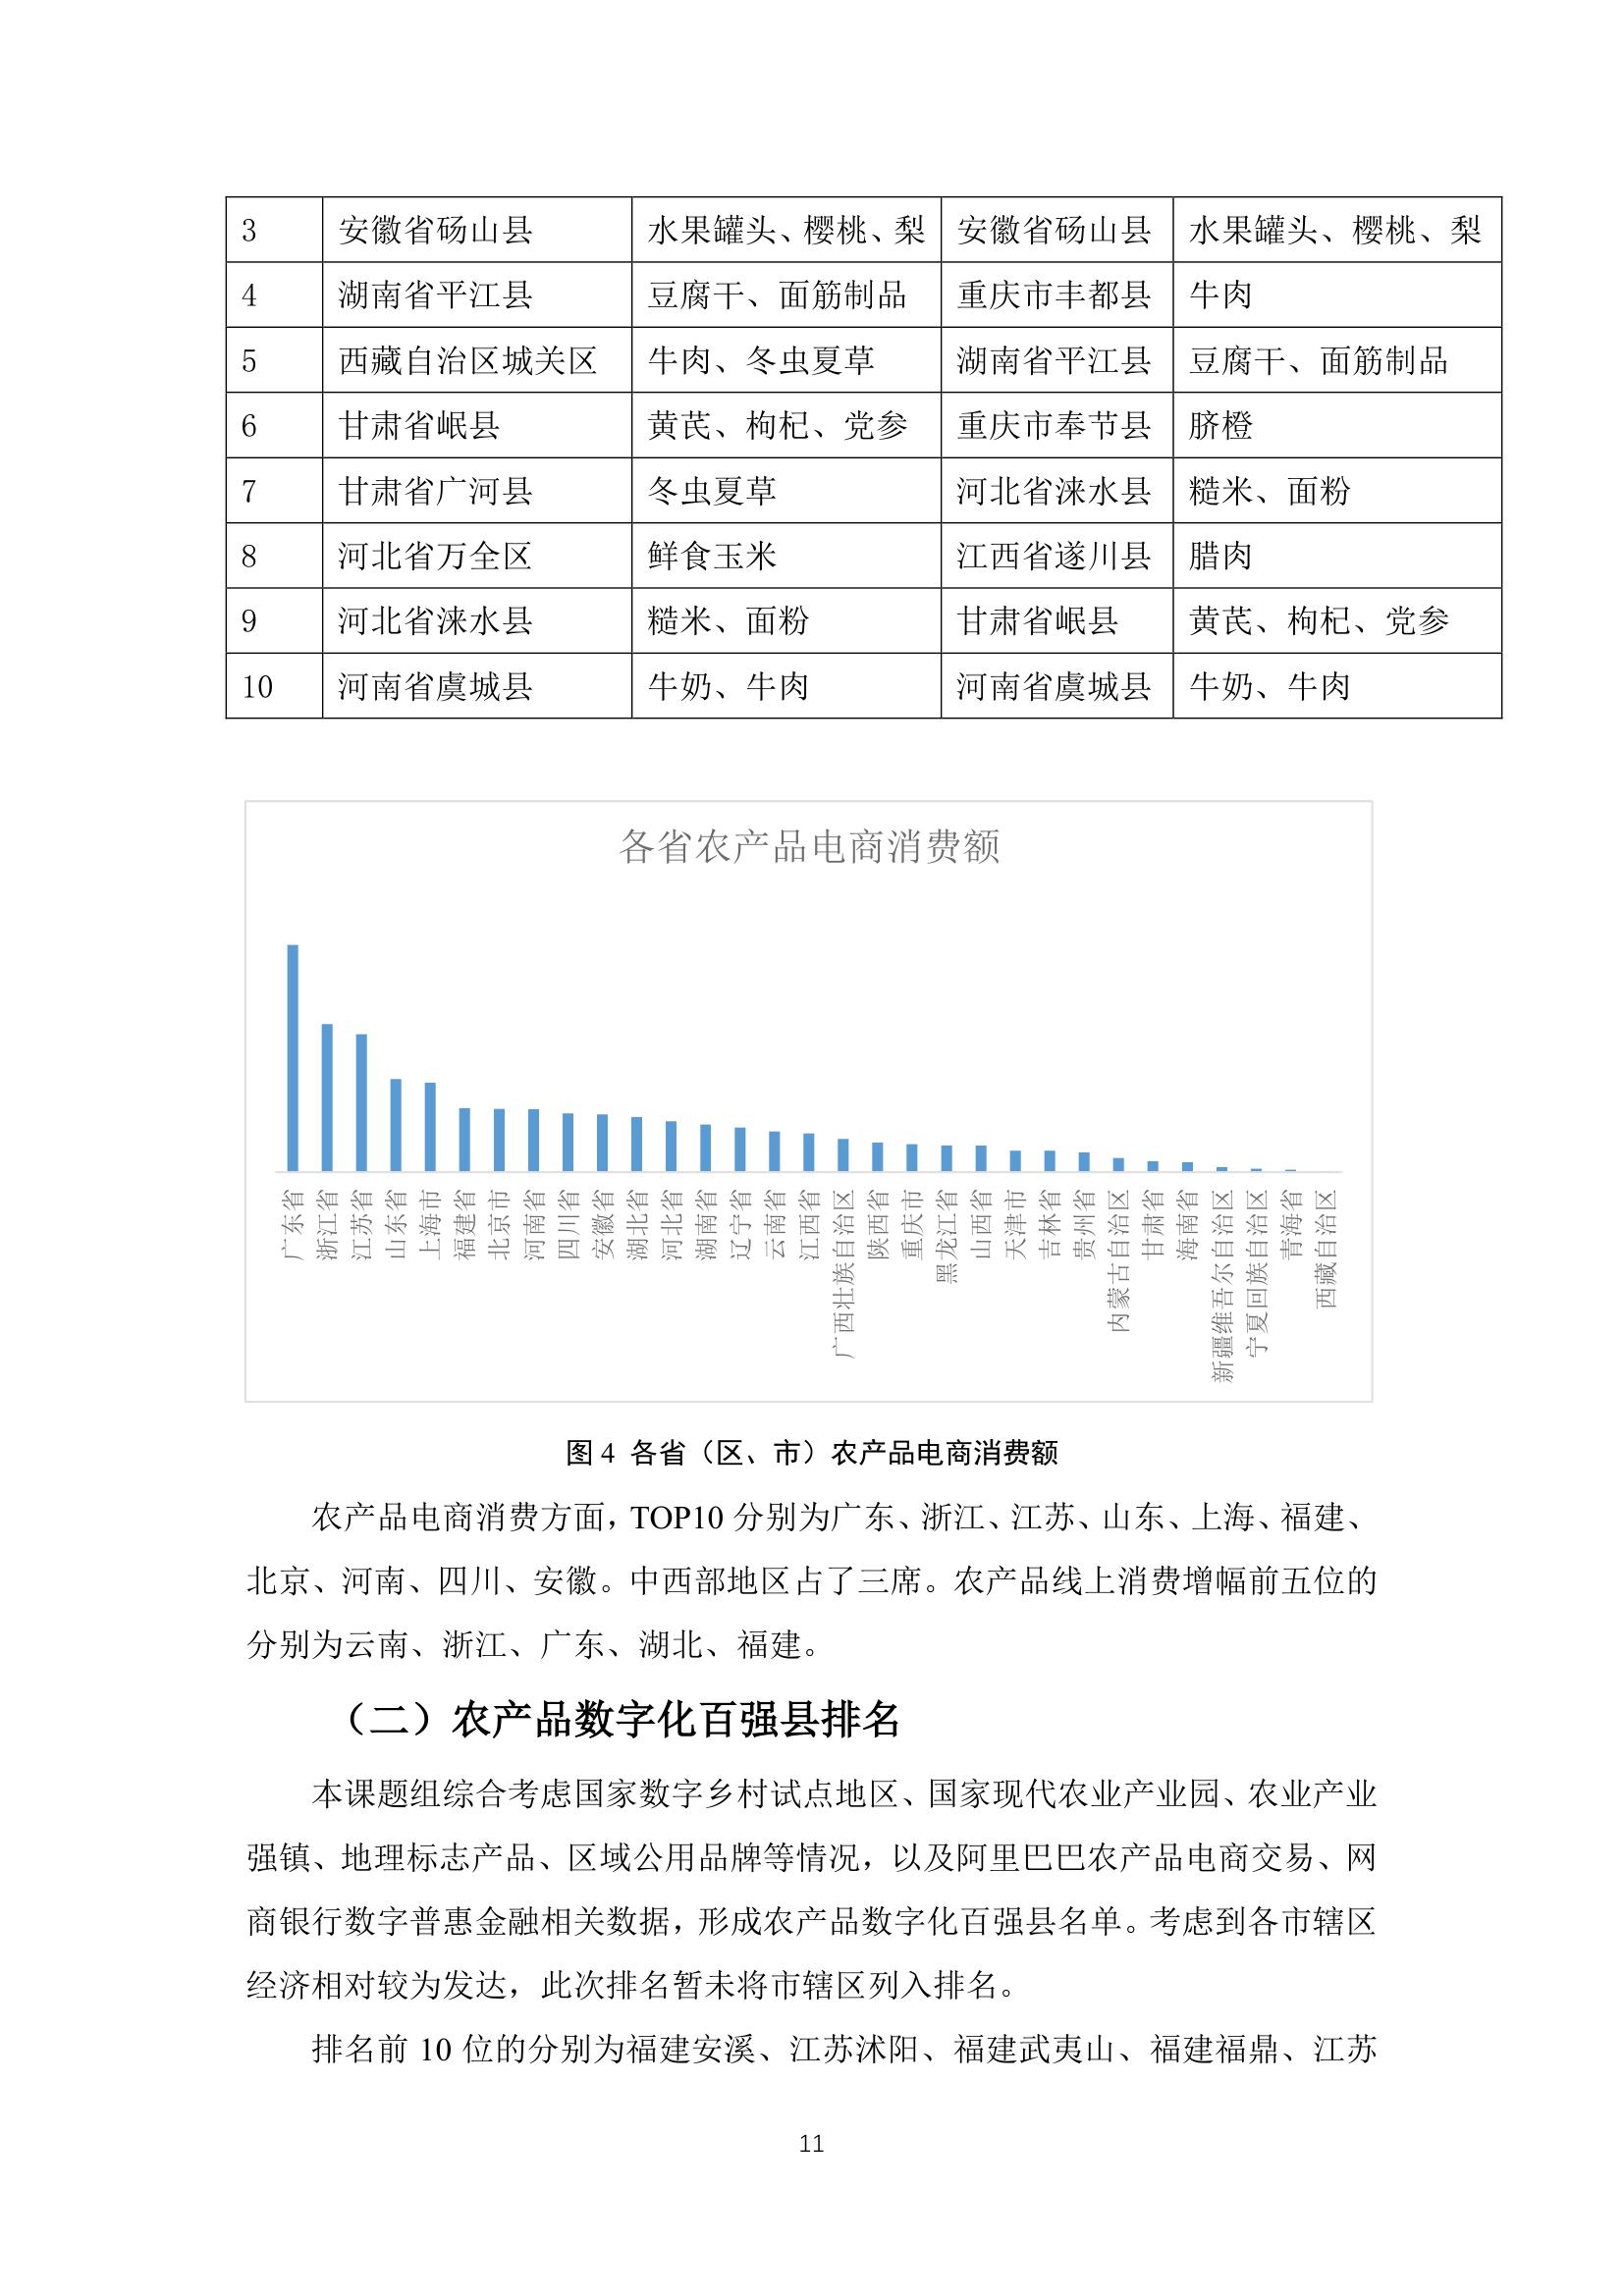 3 安徽省砀山县 水果罐头、樱桃、梨 安徽省砀山县 水果罐头、樱桃、梨
4 湖南省平江县 豆腐干、面筋制品 重庆市丰都县 牛肉
5 西藏自治区城关区 牛肉、冬虫夏草 湖南省平江县 豆腐干、面筋制品
6 甘肃省岷县 黄芪、枸杞、党参 重庆市奉节县 脐橙
7 甘肃省广河县 冬虫夏草 河北省涞水县 糙米、面粉
8 河北省万全区 鲜食玉米 江西省遂川县 腊肉
9 河北省涞水县 糙米、面粉 甘肃省岷县 黄芪、枸杞、党参
10 河南省虞城县 牛奶、牛肉 河南省虞城县 牛奶、牛肉
各省农产品电商消费额
广东省
浙江省
江苏省
山东省
上海市
福建省
北京市
河南省
四川省
安徽省
湖北省
河北省
湖南省
辽宁省
云南省
江西省
广西壮族自治区
陕西省
重庆市
黑龙江省
山西省
天津市
吉林省
贵州省
内蒙古自治区
甘肃省
海南省
新疆维吾尔自治区
宁夏回族自治区
青海省
西藏自治区
图 4 各省（区、市）农产品电商消费额
农产品电商消费方面，TOP10 分别为广东、浙江、江苏、山东、上海、福建、
北京、河南、四川、安徽。中西部地区占了三席。农产品线上消费增幅前五位的
分别为云南、浙江、广东、湖北、福建。
（二）农产品数字化百强县排名
本课题组综合考虑国家数字乡村试点地区、国家现代农业产业园、农业产业
强镇、地理标志产品、区域公用品牌等情况，以及阿里巴巴农产品电商交易、网
商银行数字普惠金融相关数据，形成农产品数字化百强县名单。考虑到各市辖区
经济相对较为发达，此次排名暂未将市辖区列入排名。
排名前 10 位的分别为福建安溪、江苏沭阳、福建武夷山、福建福鼎、江苏
11